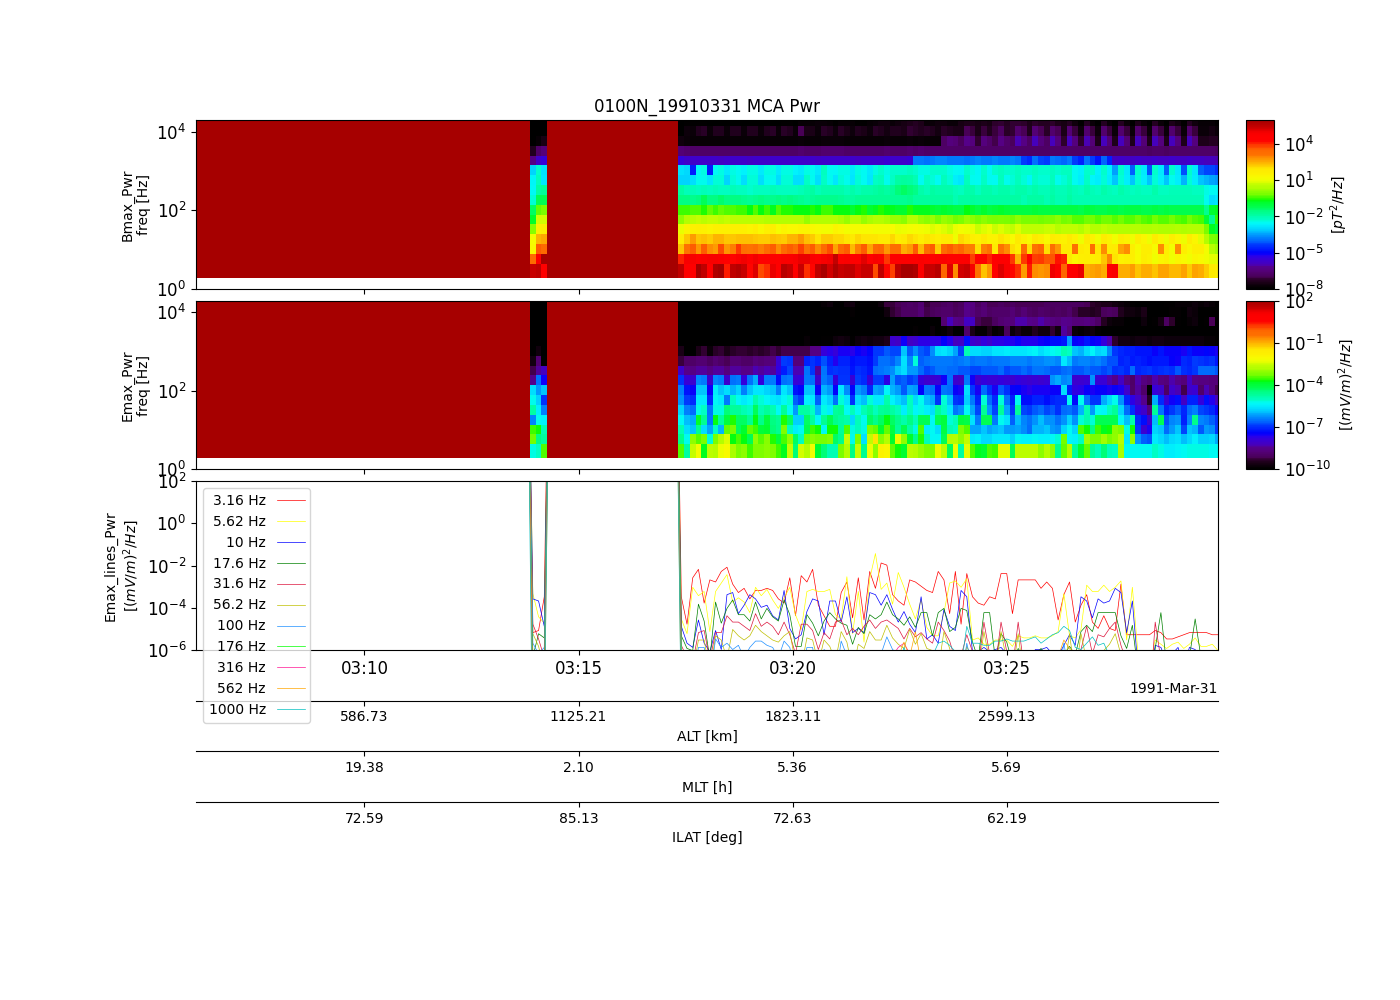 0100N_19910331 MCA Pwr
10^4
10^2
10^0
Bmax_Pwr
freq [Hz]
10^4
10^1
10^-2
10^-5
10^-8
[pT^2/Hz]
10^4
10^2
10^0
Emax_Pwr
freq [Hz]
10^2
10^-1
10^-4
10^-7
10^-10
[(mV/m)^2/Hz]
10^2
10^0
10^-2
10^-4
10^-6
Emax_lines_Pwr
[(mV/m)^2/Hz]
3.16 Hz
5.62 Hz
10 Hz
17.6 Hz
31.6 Hz
56.2 Hz
100 Hz
176 Hz
316 Hz
562 Hz
1000 Hz
03:10 03:15 03:20 03:25
1991-Mar-31
586.73 1125.21 1823.11 2599.13
ALT [km]
19.38 2.10 5.36 5.69
MLT [h]
72.59 85.13 72.63 62.19
ILAT [deg]